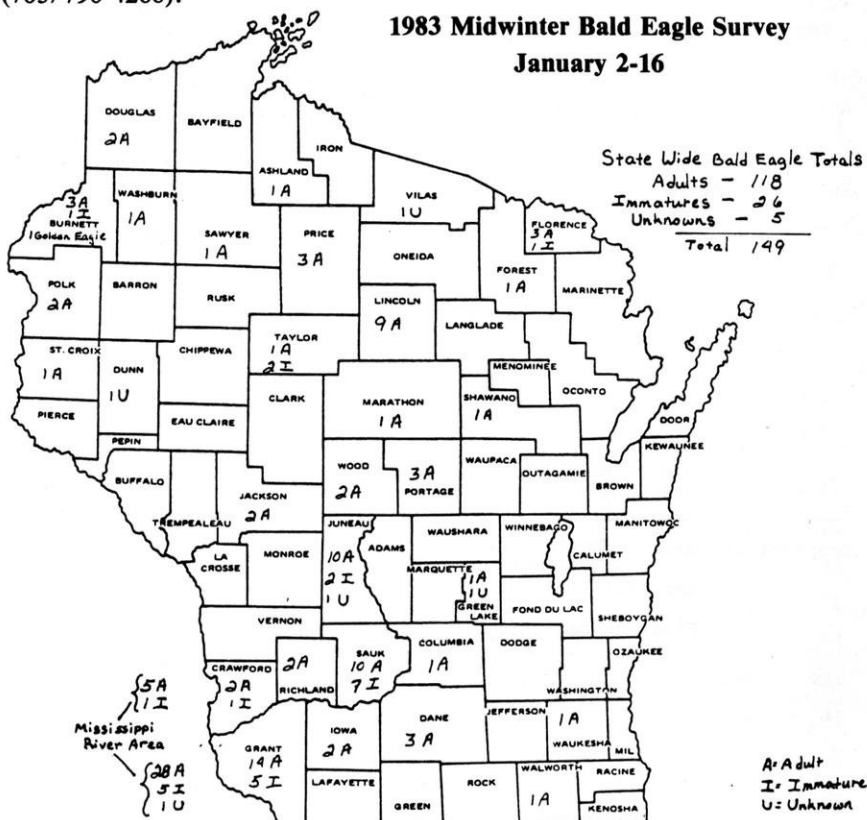 (703/790-4200).
1983 Midwinter Bald Eagle Survey
January 2-16
State Wide Bald Eagle Totals
Adults - 118
Immatures - 26
Unknowns - 5
Total 149
DOUGLAS
2A
BAYFIELD
ASHLAND
1A
IRON
VILAS
1U
3A
1I
BURNETT
1 Golden Eagle
WASHBURN
1A
SAWYER
1A
PRICE
3A
ONEIDA
FLORENCE
3A
1I
FOREST
1A
MARINETTE
POLK
2A
BARRON
RUSK
LINCOLN
9A
LANGLADE
TAYLOR
1A
2I
ST. CROIX
1A
DUNN
1U
CHIPPEWA
MENOMINEE
OCONTO
CLARK
MARATHON
1A
SHAWANO
1A
DOOR
PIERCE
PEPIN
EAU CLAIRE
KEWAUNEE
BUFFALO
TREMPEALEAU
JACKSON
2A
WOOD
2A
3A
PORTAGE
WAUPACA
OUTAGAMIE
BROWN
LA
CROSSE
MONROE
JUNEAU
10A
2I
1U
ADAMS
WAUSHARA
WINNEBAGO
CALUMET
MANITOWOC
MARQUETTE
1A
1U
GREEN
LAKE
FOND DU LAC
SHEBOYGAN
VERNON
CRAWFORD
2A
1I
2A
RICHLAND
SAUK
10A
7I
COLUMBIA
1A
DODGE
WASHINGTON
OZAUKEE
5A
1I
Mississippi
River Area
28A
5I
1U
GRANT
14A
5I
IOWA
2A
DANE
3A
JEFFERSON
1A
WAUKESHA
MIL
LAFAYETTE
GREEN
ROCK
WALWORTH
1A
RACINE
KENOSHA
A= Adult
I= Immature
U= Unknown